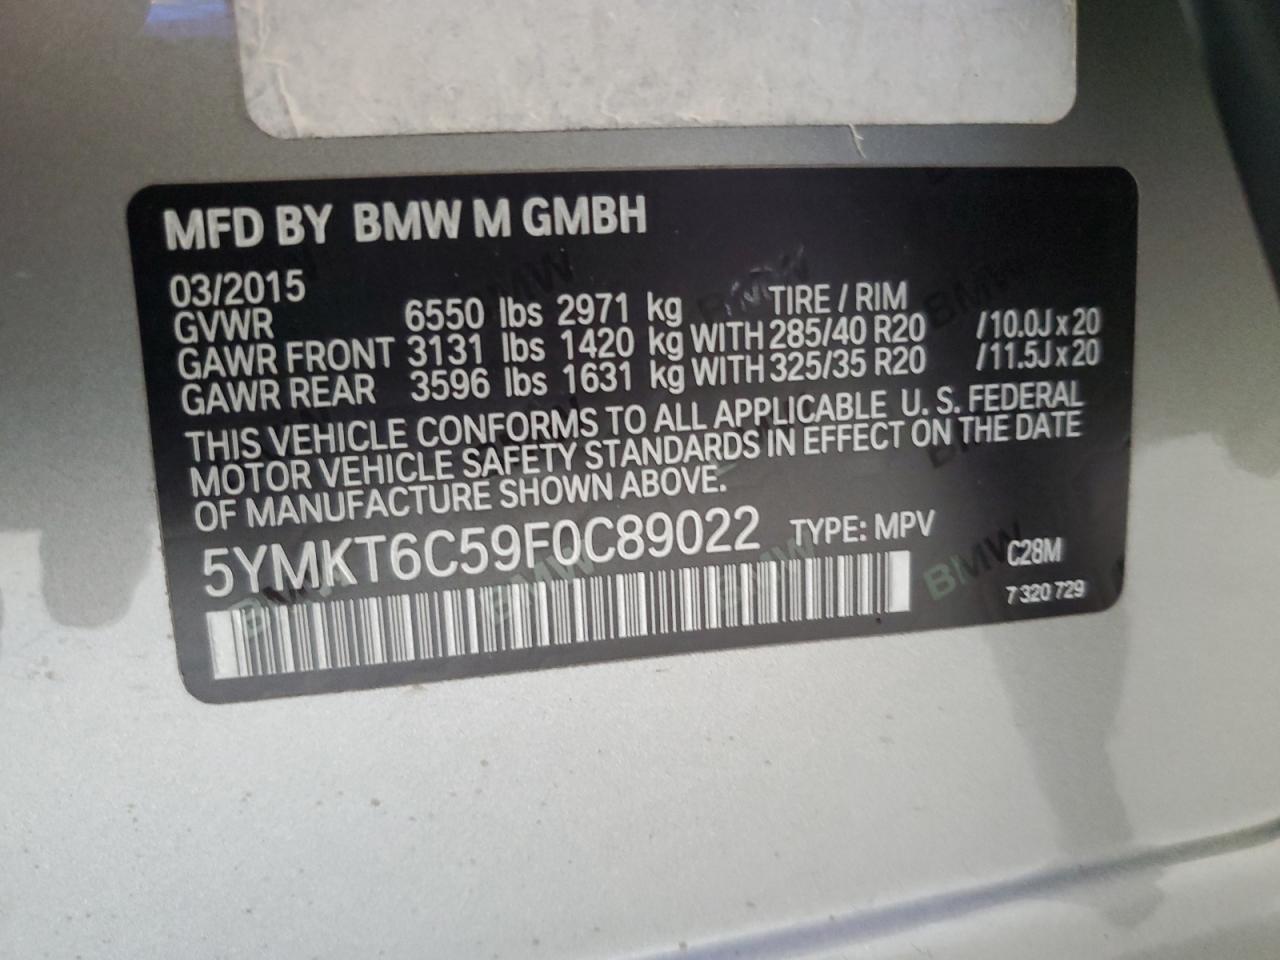 MFD BY BMW M GMBH
03/2015
TIRE / RIM
GVWR 6550 lbs 2971 kg
GAWR FRONT 3131 lbs 1420 kg WITH 285/40 R20 /10.0J x 20
GAWR REAR 3596 lbs 1631 kg WITH 325/35 R20 /11.5J x 20
THIS VEHICLE CONFORMS TO ALL APPLICABLE U. S. FEDERAL
MOTOR VEHICLE SAFETY STANDARDS IN EFFECT ON THE DATE
OF MANUFACTURE SHOWN ABOVE.
5YMKT6C59F0C89022 TYPE: MPV
C28M
7 320 729